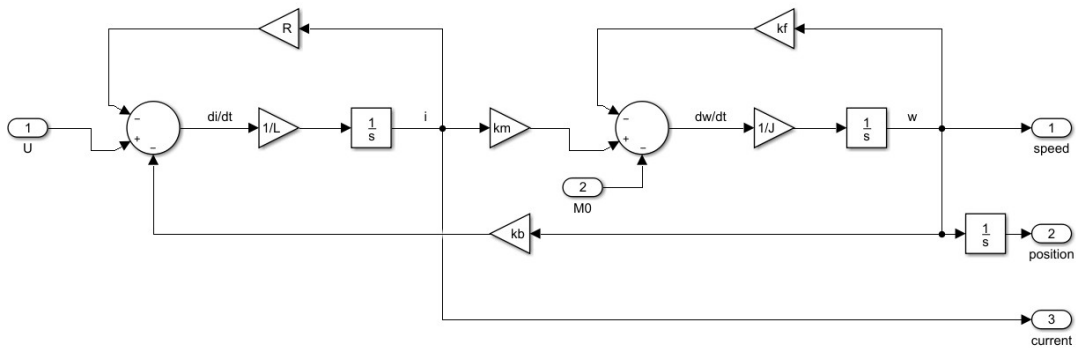 R
kf
−
di/dt
i
−
dw/dt
w
1
U
+
−
1/L
1
s
km
+
−
1/J
1
s
1
speed
2
M0
kb
1
s
2
position
3
current